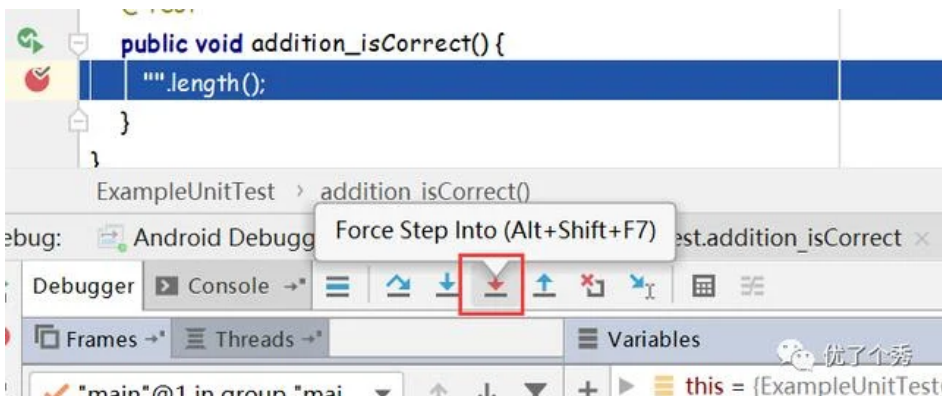 public void addition_isCorrect() {
"".length();
}
}
ExampleUnitTest › addition_isCorrect()
Force Step Into (Alt+Shift+F7)
ebug: Android Debugg est.addition_isCorrect ×
Debugger Console
Frames Threads Variables
优了个秀
"main"@1 in group "mai this = {ExampleUnitTest